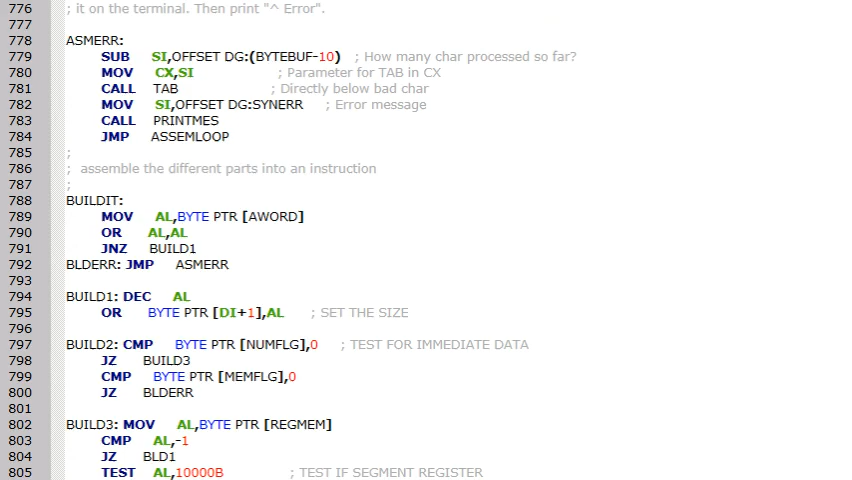 776 ; it on the terminal. Then print "^ Error".
777
778 ASMERR:
779 SUB SI,OFFSET DG:(BYTEBUF-10) ; How many char processed so far?
780 MOV CX,SI ; Parameter for TAB in CX
781 CALL TAB ; Directly below bad char
782 MOV SI,OFFSET DG:SYNERR ; Error message
783 CALL PRINTMES
784 JMP ASSEMLOOP
785 ;
786 ; assemble the different parts into an instruction
787 ;
788 BUILDIT:
789 MOV AL,BYTE PTR [AWORD]
790 OR AL,AL
791 JNZ BUILD1
792 BLDERR: JMP ASMERR
793
794 BUILD1: DEC AL
795 OR BYTE PTR [DI+1],AL ; SET THE SIZE
796
797 BUILD2: CMP BYTE PTR [NUMFLG],0 ; TEST FOR IMMEDIATE DATA
798 JZ BUILD3
799 CMP BYTE PTR [MEMFLG],0
800 JZ BLDERR
801
802 BUILD3: MOV AL,BYTE PTR [REGMEM]
803 CMP AL,-1
804 JZ BLD1
805 TEST AL,10000B ; TEST IF SEGMENT REGISTER